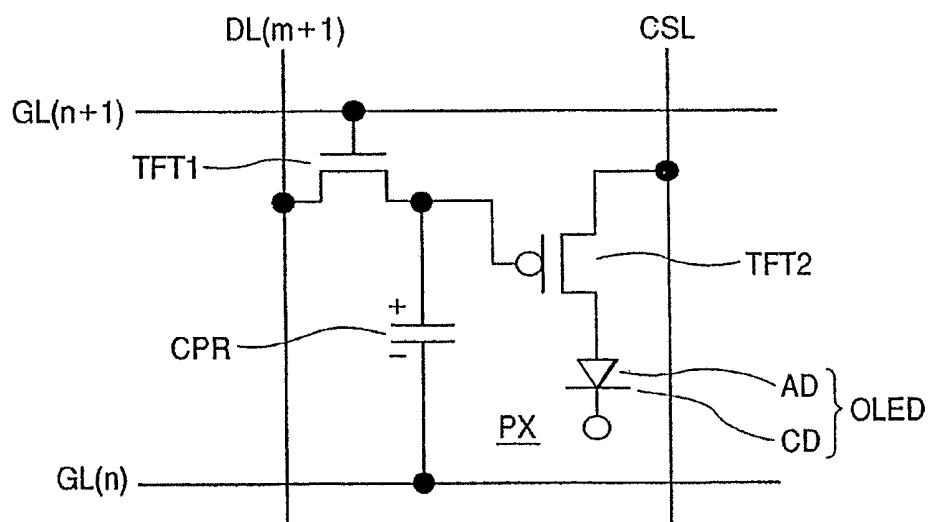 DL(m+1)
CSL
GL(n+1)
TFT1
TFT2
+
CPR
−
AD
OLED
PX
CD
GL(n)